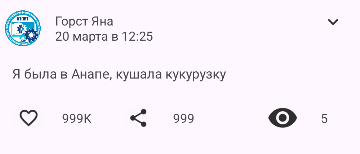 Горст Яна
20 марта в 12:25
Я была в Анапе, кушала кукурузку
999K 999 5